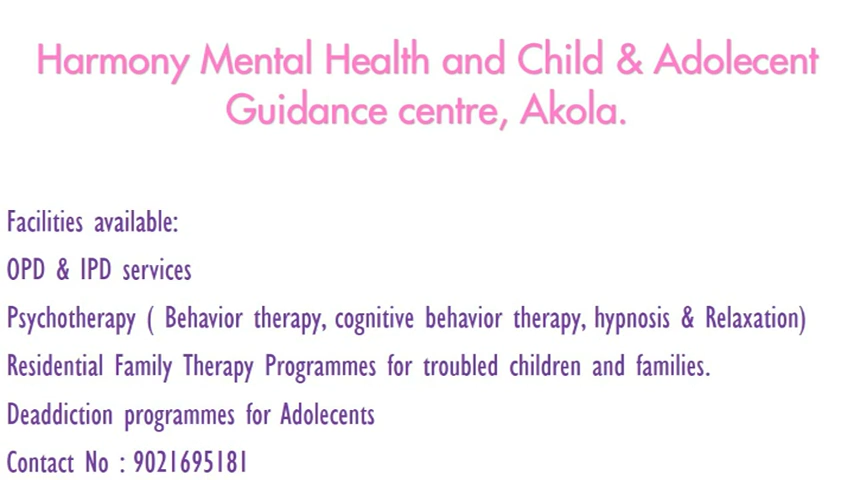 Harmony Mental Health and Child & Adolecent
Guidance centre, Akola.
Facilities available:
OPD & IPD services
Psychotherapy ( Behavior therapy, cognitive behavior therapy, hypnosis & Relaxation)
Residential Family Therapy Programmes for troubled children and families.
Deaddiction programmes for Adolecents
Contact No : 9021695181